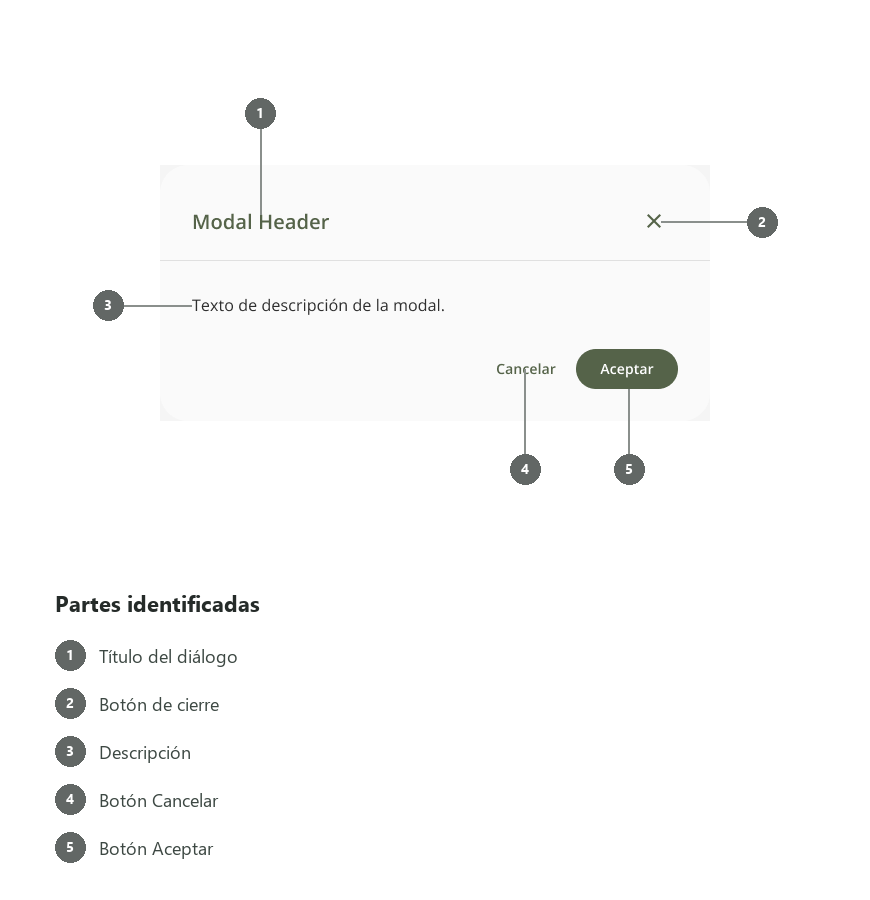 1
Modal Header
2
3
Texto de descripción de la modal.
Cancelar
Aceptar
4
5
Partes identificadas
1 Título del diálogo
2 Botón de cierre
3 Descripción
4 Botón Cancelar
5 Botón Aceptar